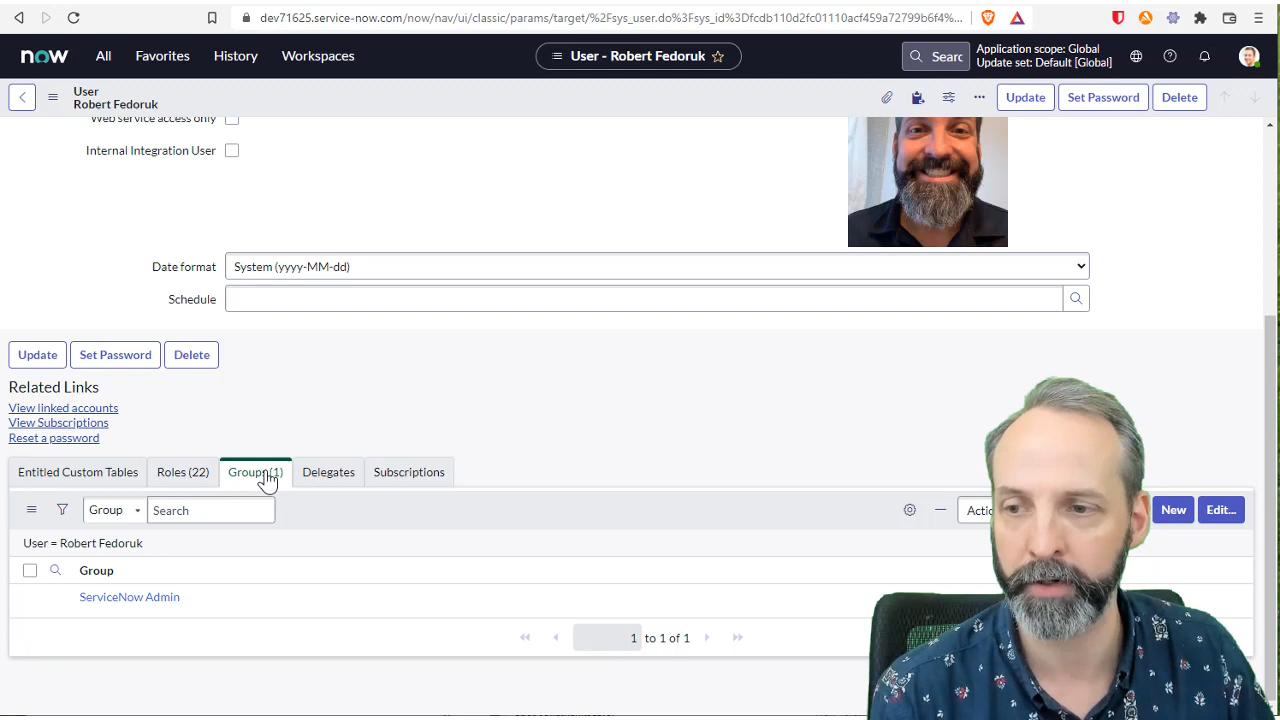 dev71625.service-now.com/now/nav/ui/classic/params/target/%2Fsys_user.do%3Fsys_id%3Dfcdb110d2fc01110acf459a72799b6f4%...
now All Favorites History Workspaces User - Robert Fedoruk Searc Application scope: Global
Update set: Default [Global]
User
Robert Fedoruk
Update Set Password Delete
Web service access only
Internal Integration User
Date format System (yyyy-MM-dd)
Schedule
Update Set Password Delete
Related Links
View linked accounts
View Subscriptions
Reset a password
Entitled Custom Tables Roles (22) Groups (1) Delegates Subscriptions
Group Search Actio New Edit...
User = Robert Fedoruk
Group
ServiceNow Admin
1 to 1 of 1